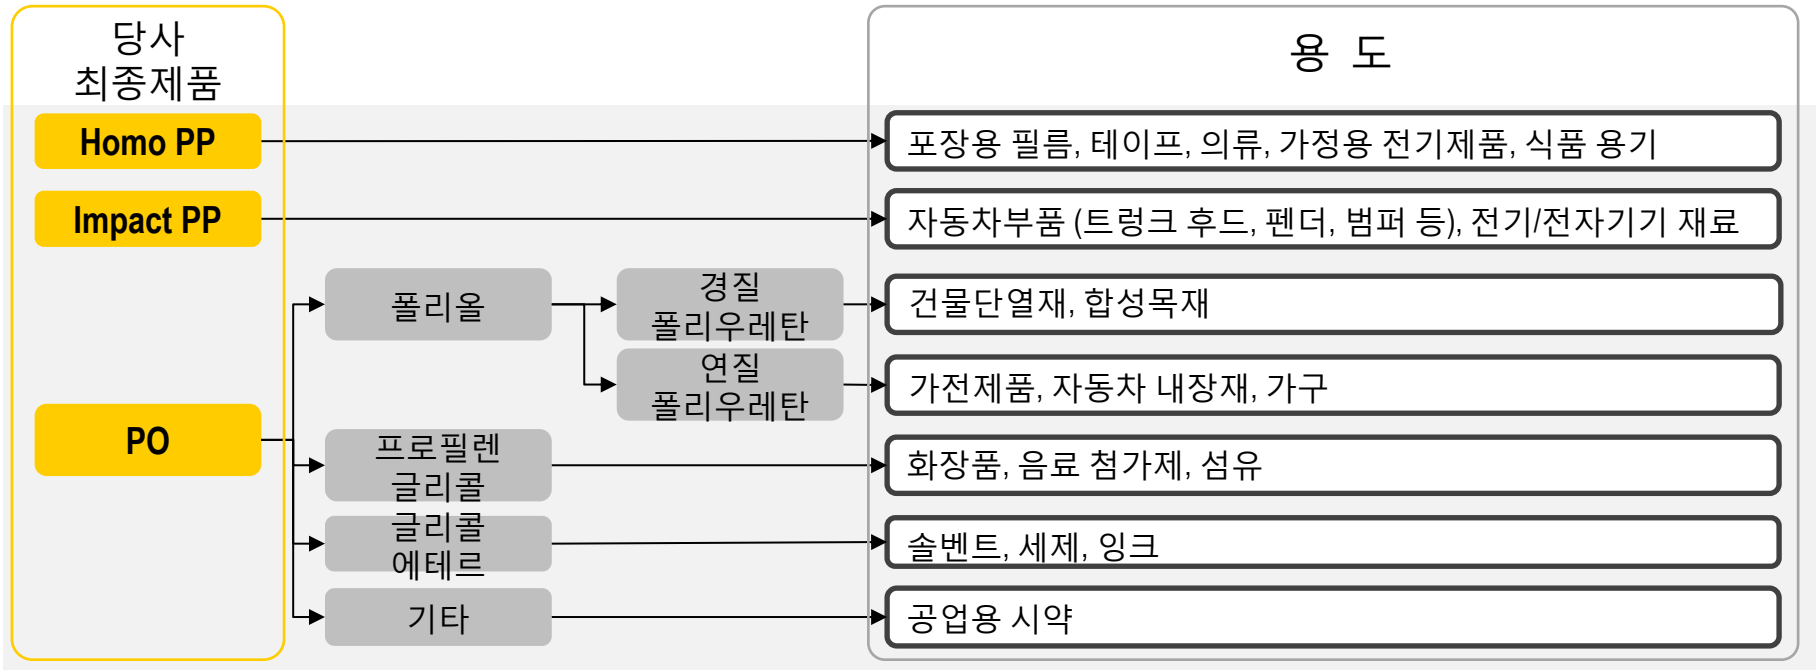 당사
최종제품
용 도
Homo PP
포장용 필름, 테이프, 의류, 가정용 전기제품, 식품 용기
Impact PP
자동차부품 (트렁크 후드, 펜더, 범퍼 등), 전기/전자기기 재료
PO
폴리올
경질
폴리우레탄
건물단열재, 합성목재
연질
폴리우레탄
가전제품, 자동차 내장재, 가구
프로필렌
글리콜
화장품, 음료 첨가제, 섬유
글리콜
에테르
솔벤트, 세제, 잉크
기타
공업용 시약